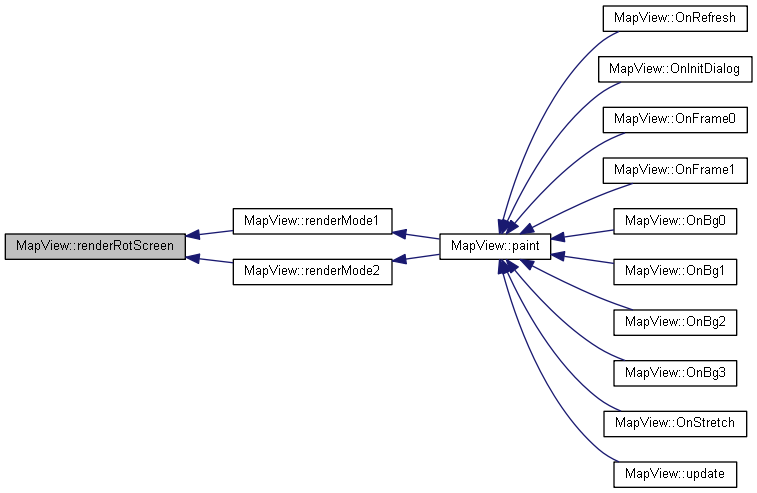 MapView::OnRefresh
MapView::OnInitDialog
MapView::OnFrame0
MapView::OnFrame1
MapView::renderMode1
MapView::OnBg0
MapView::renderRotScreen
MapView::paint
MapView::renderMode2
MapView::OnBg1
MapView::OnBg2
MapView::OnBg3
MapView::OnStretch
MapView::update